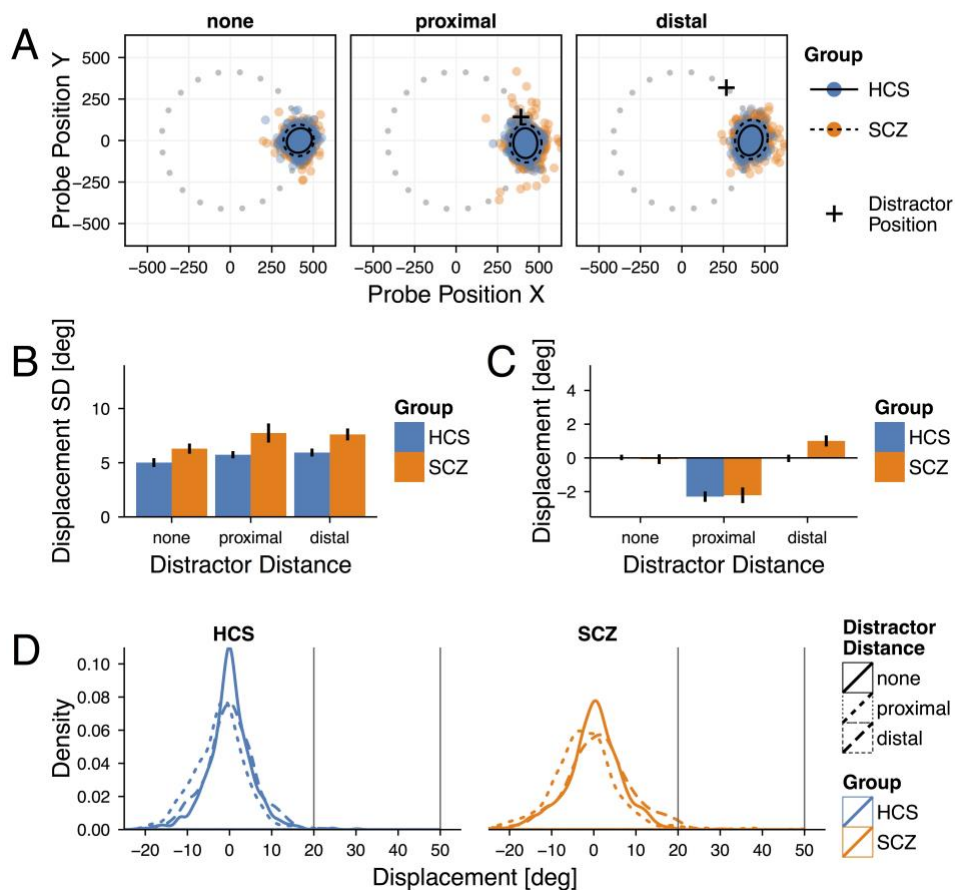 A
none
proximal
distal
Probe Position Y
500
250
0
−250
−500
−500 −250 0 250 500
−500 −250 0 250 500
−500 −250 0 250 500
Probe Position X
Group
HCS
SCZ
Distractor
Position
B
Displacement SD [deg]
10
5
0
none
proximal
distal
Distractor Distance
Group
HCS
SCZ
C
Displacement [deg]
4
2
0
−2
none
proximal
distal
Distractor Distance
Group
HCS
SCZ
D
HCS
SCZ
Density
0.10
0.08
0.06
0.04
0.02
0.00
−20 −10 0 10 20 30 40 50
−20 −10 0 10 20 30 40 50
Displacement [deg]
Distractor
Distance
none
proximal
distal
Group
HCS
SCZ